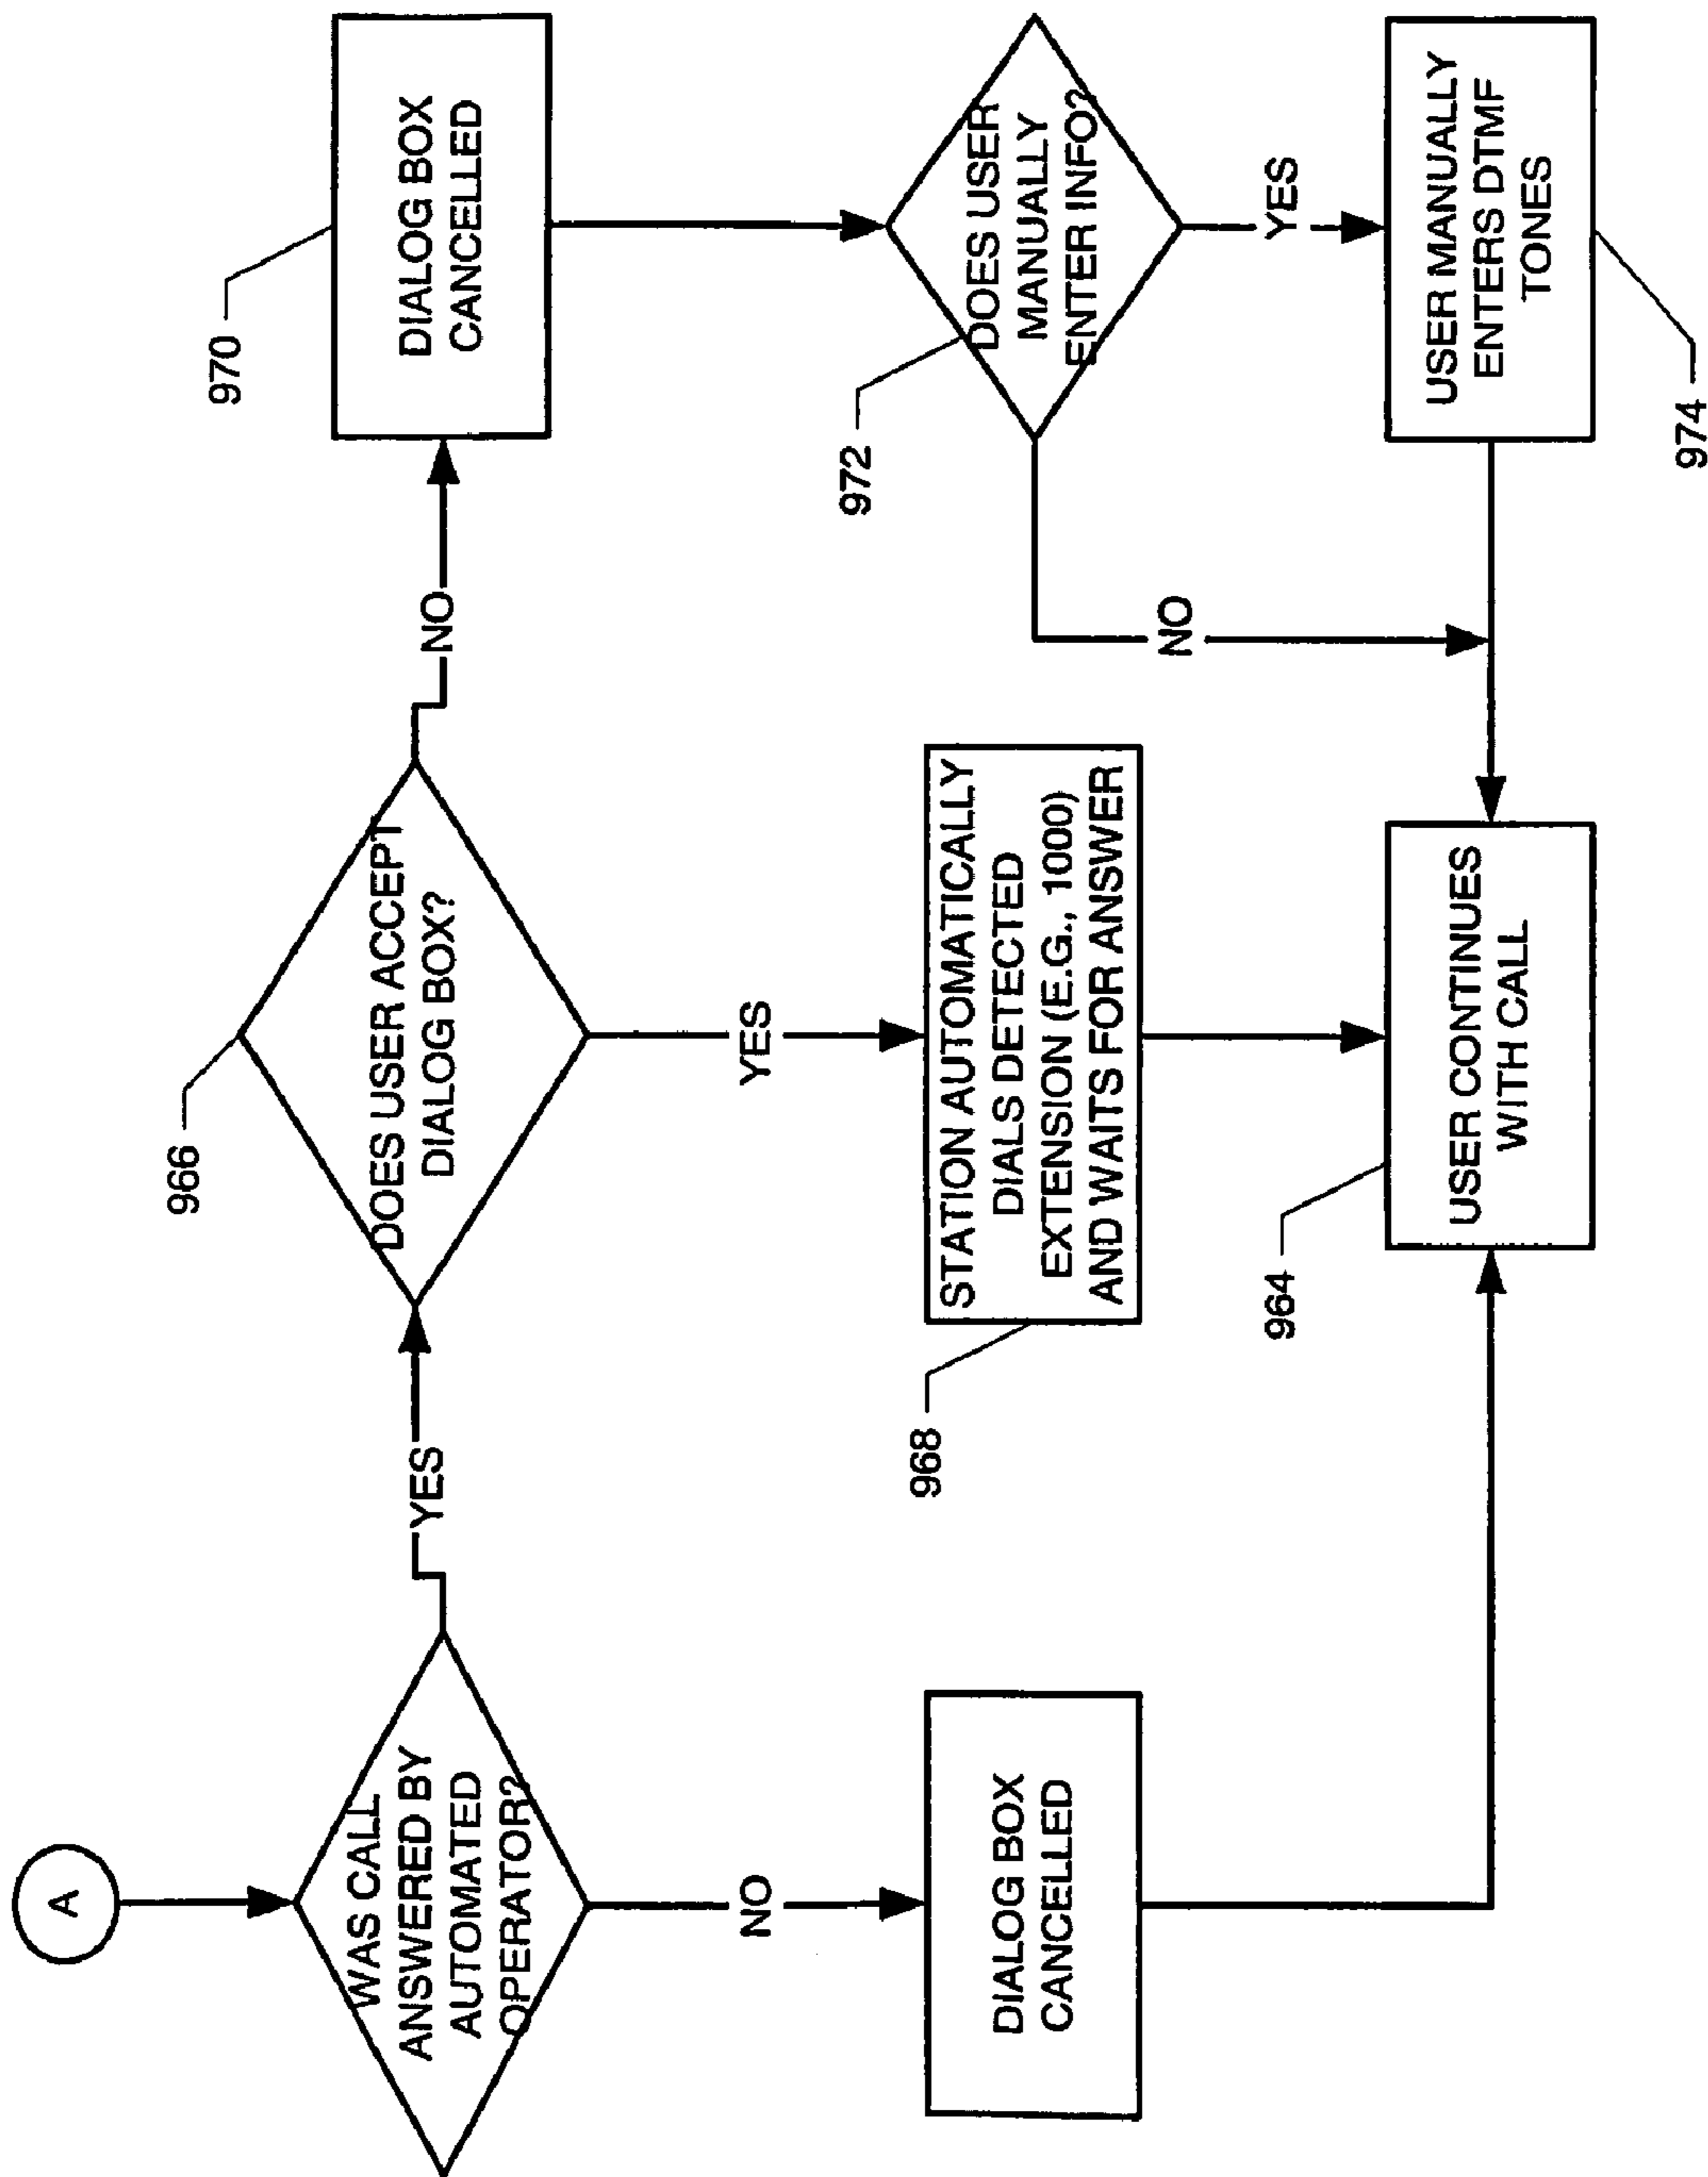 A
WAS CALL
ANSWERED BY
AUTOMATED
OPERATOR?
YES
966
DOES USER ACCEPT
DIALOG BOX?
NO
970
DIALOG BOX
CANCELLED
NO
DIALOG BOX
CANCELLED
YES
968
STATION AUTOMATICALLY
DIALS DETECTED
EXTENSION (E.G., 1000)
AND WAITS FOR ANSWER
972
DOES USER
MANUALLY
ENTER INFO?
NO
YES
964
USER CONTINUES
WITH CALL
USER MANUALLY
ENTERS DTMF
TONES
974